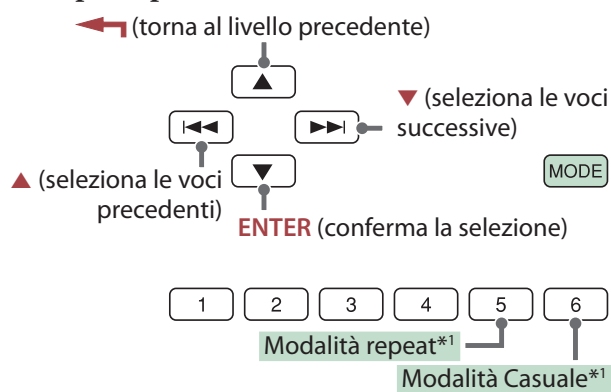 (torna al livello precedente)
▲
▼ (seleziona le voci
successive)
▲ (seleziona le voci
precedenti)
▼
MODE
ENTER (conferma la selezione)
1 2 3 4 5 6
Modalità repeat*1
Modalità Casuale*1